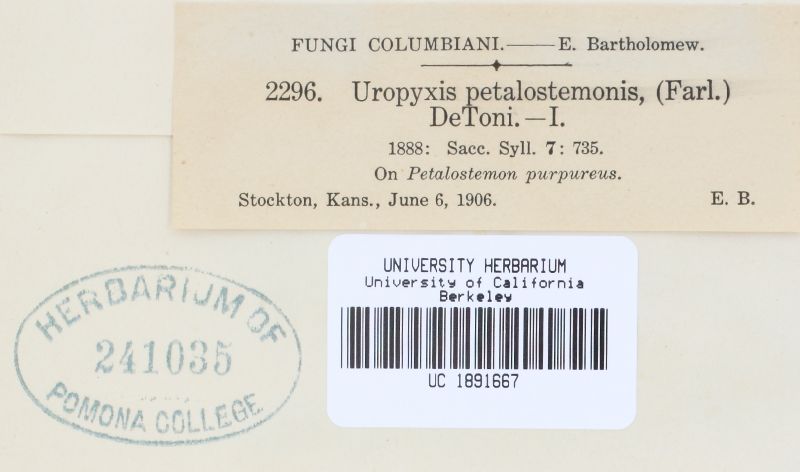 FUNGI COLUMBIANI.——E. Bartholomew.
2296. Uropyxis petalostemonis, (Farl.)
DeToni.—I.
1888: Sacc. Syll. 7: 735.
On Petalostemon purpureus.
Stockton, Kans., June 6, 1906. E. B.
UNIVERSITY HERBARIUM
University of California
Berkeley
UC 1891667
HERBARIUM OF
241035
POMONA COLLEGE